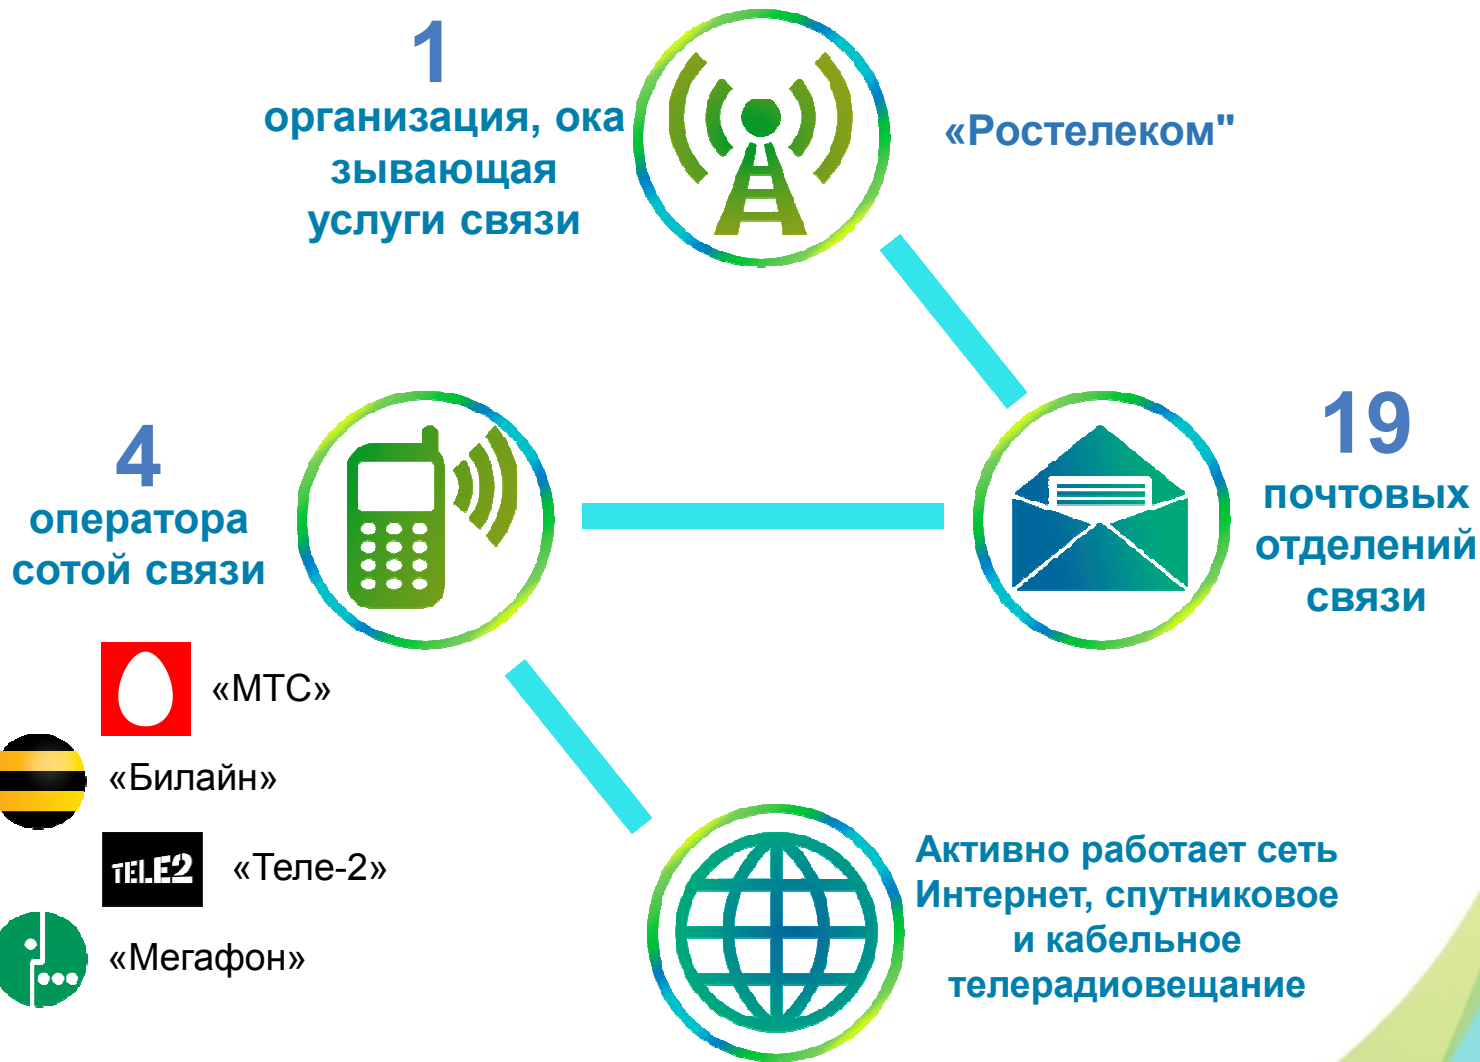 1
организация, ока
зывающая
услуги связи
«Ростелеком"
4
оператора
сотой связи
19
почтовых
отделений
связи
«МТС»
«Билайн»
TELE2
«Теле-2»
«Мегафон»
Активно работает сеть
Интернет, спутниковое
и кабельное
телерадиовещание